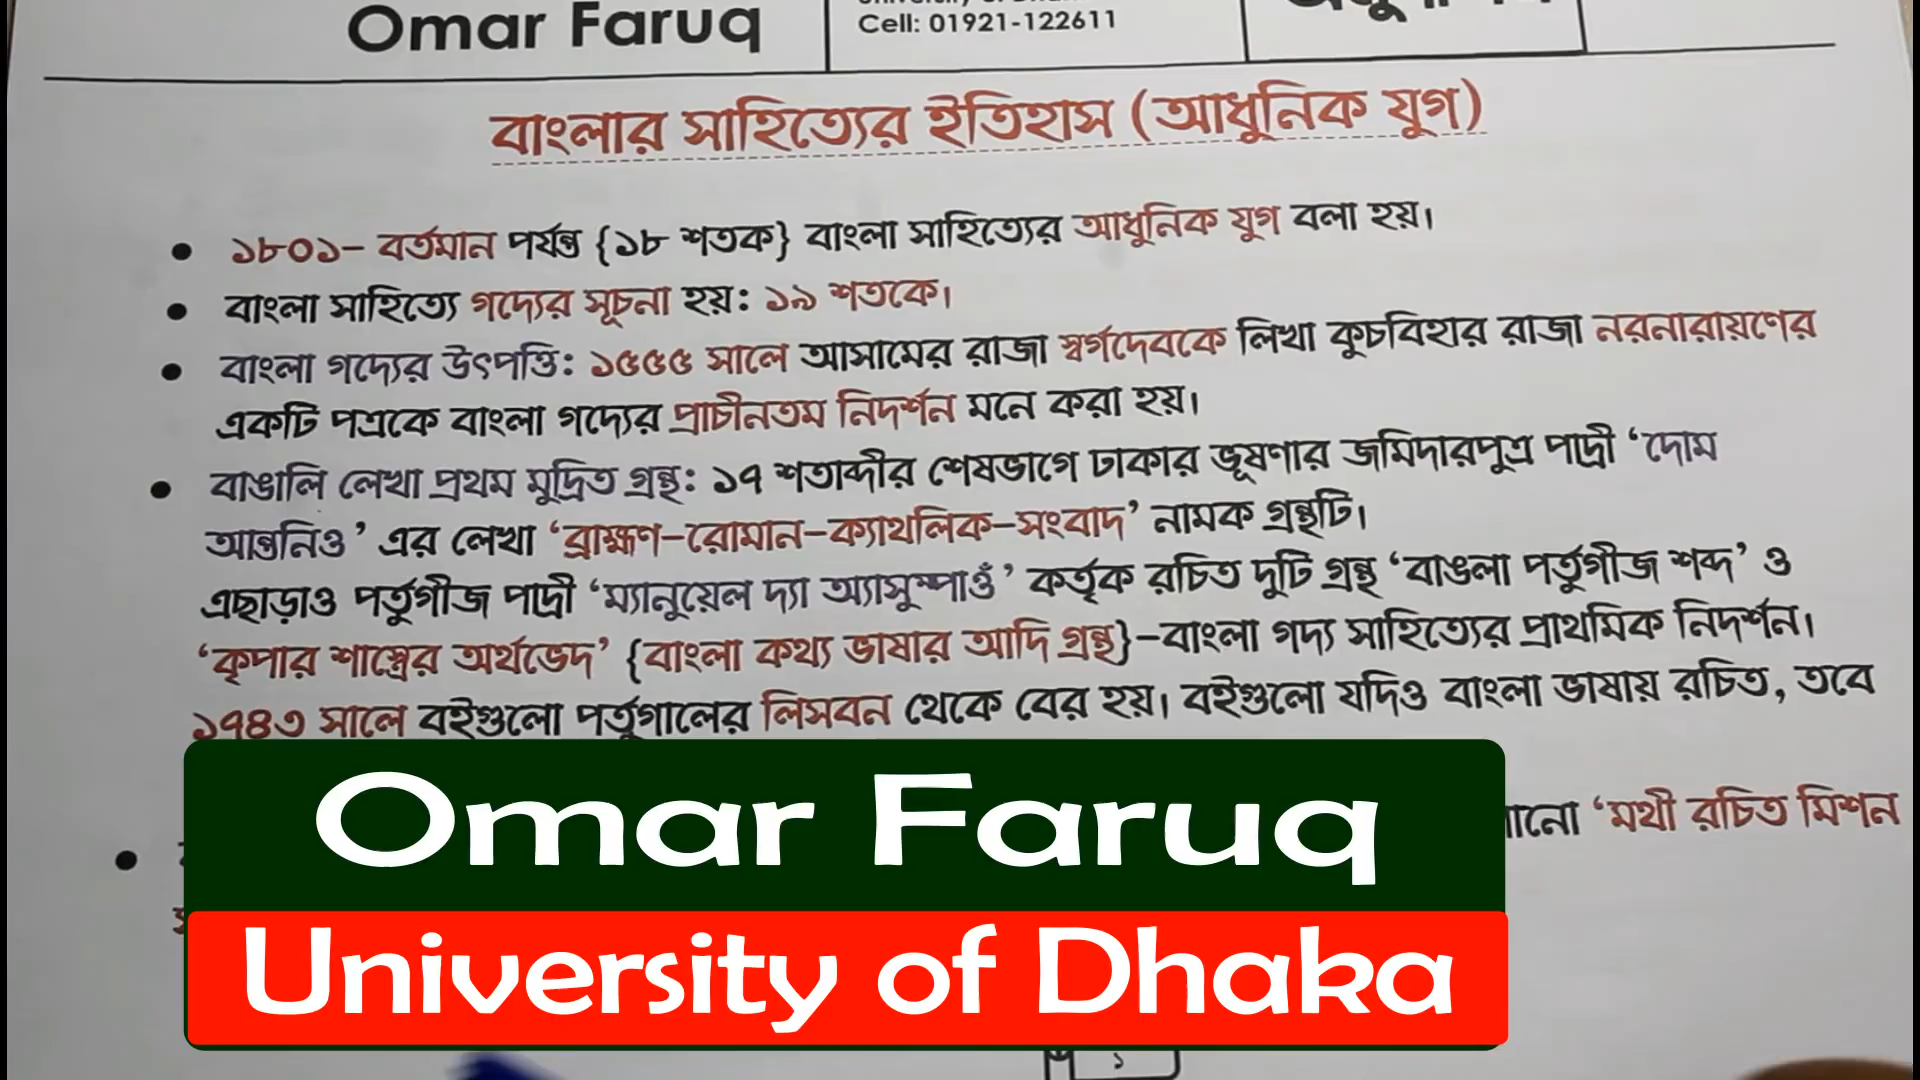 Omar Faruq
Cell: 01921-122611
বাংলার সাহিত্যের ইতিহাস (আধুনিক যুগ)
• ১৮০১- বর্তমান পর্যন্ত {১৮ শতক} বাংলা সাহিত্যের আধুনিক যুগ বলা হয়।
• বাংলা সাহিত্যে গদ্যের সূচনা হয়: ১৯ শতকে।
• বাংলা গদ্যের উৎপত্তি: ১৫৫৫ সালে আসামের রাজা স্বর্গদেবকে লিখা কুচবিহার রাজা নরনারায়ণের
একটি পত্রকে বাংলা গদ্যের প্রাচীনতম নিদর্শন মনে করা হয়।
• বাঙালি লেখা প্রথম মুদ্রিত গ্রন্থ: ১৭ শতাব্দীর শেষভাগে ঢাকার ভূষণার জমিদারপুত্র পাদ্রী ‘দোম
আন্তনিও’ এর লেখা ‘ব্রাহ্মণ-রোমান-ক্যাথলিক-সংবাদ’ নামক গ্রন্থটি।
এছাড়াও পর্তুগীজ পাদ্রী ‘ম্যানুয়েল দ্যা অ্যাসুম্পাওঁ’ কর্তৃক রচিত দুটি গ্রন্থ ‘বাঙলা পর্তুগীজ শব্দ’ ও
‘কৃপার শাস্ত্রের অর্থভেদ’ {বাংলা কথ্য ভাষার আদি গ্রন্থ}-বাংলা গদ্য সাহিত্যের প্রাথমিক নিদর্শন।
১৭৪৩ সালে বইগুলো পর্তুগালের লিসবন থেকে বের হয়। বইগুলো যদিও বাংলা ভাষায় রচিত, তবে
‘মথী রচিত মিশন
Omar Faruq
University of Dhaka
১